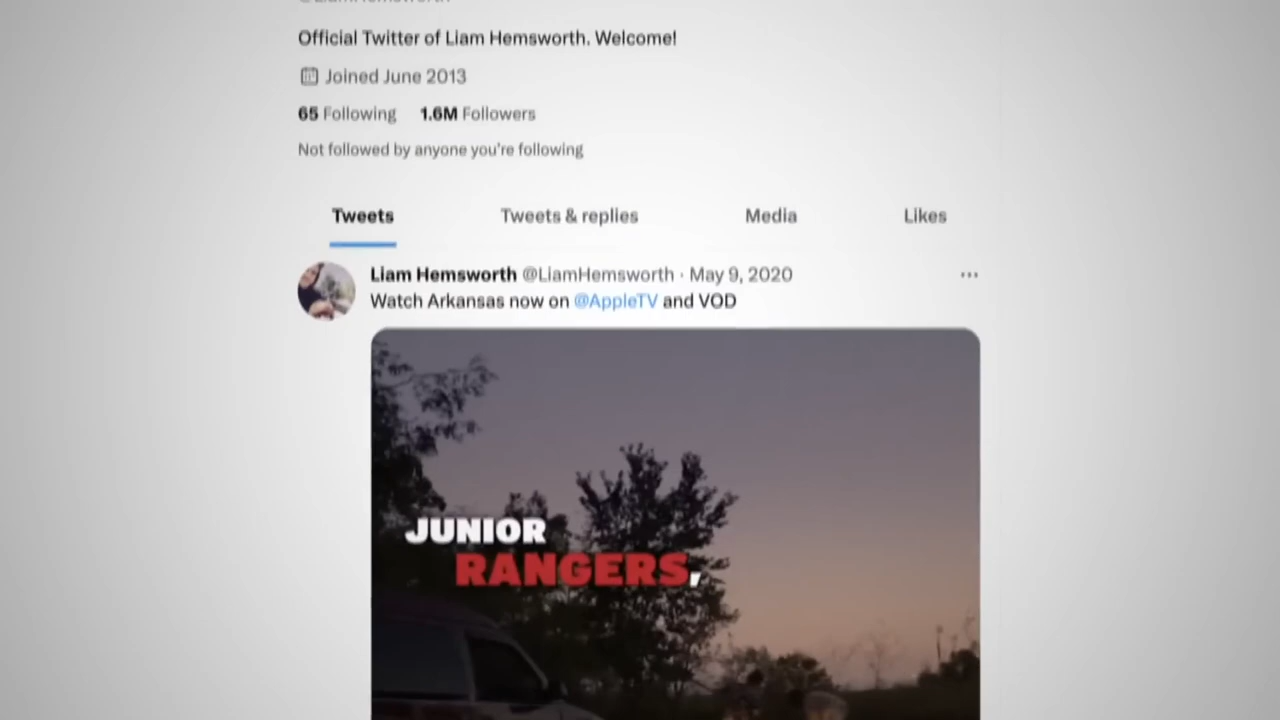 Official Twitter of Liam Hemsworth. Welcome!
Joined June 2013
65 Following 1.6M Followers
Not followed by anyone you're following
Tweets Tweets & replies Media Likes
Liam Hemsworth @LiamHemsworth · May 9, 2020
Watch Arkansas now on @AppleTV and VOD
JUNIOR
RANGERS,